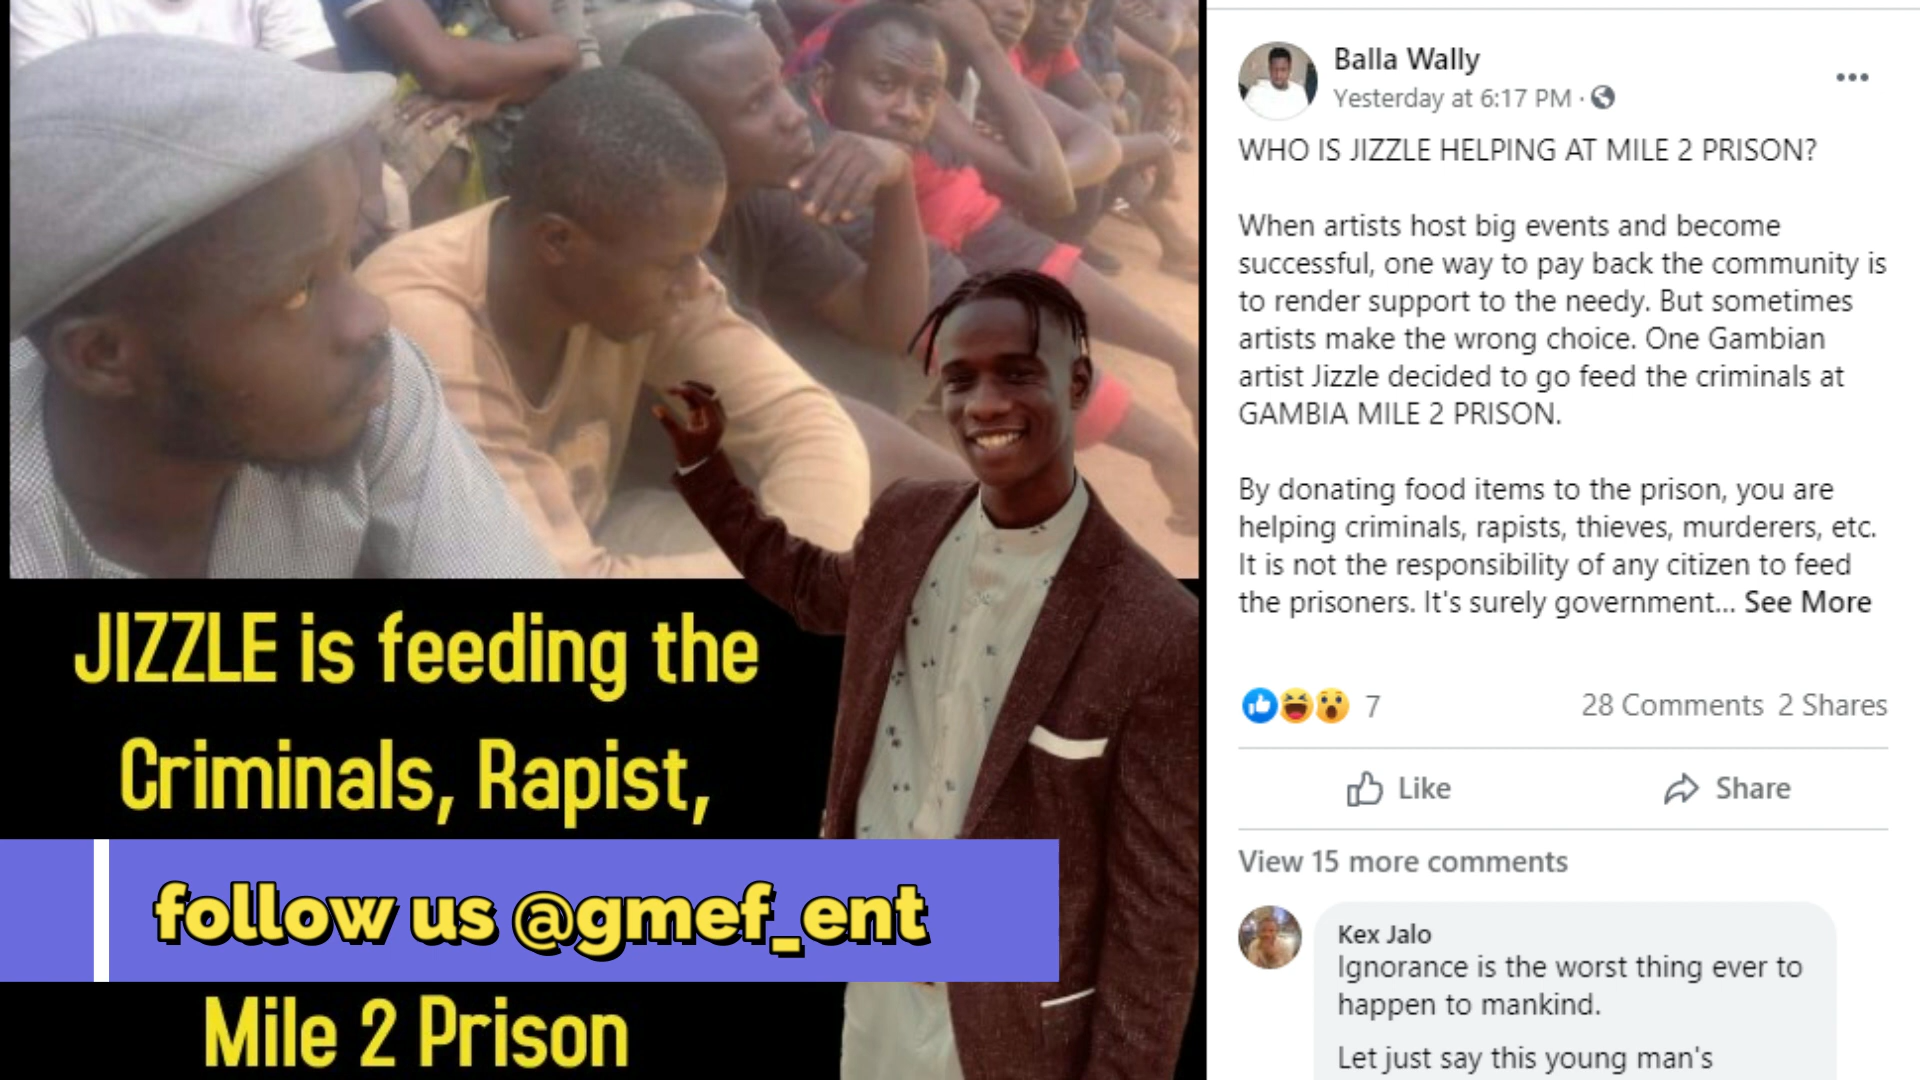 JIZZLE is feeding the
Criminals, Rapist,
follow us @gmef_ent
Mile 2 Prison
Balla Wally
Yesterday at 6:17 PM ·
WHO IS JIZZLE HELPING AT MILE 2 PRISON?
When artists host big events and become
successful, one way to pay back the community is
to render support to the needy. But sometimes
artists make the wrong choice. One Gambian
artist Jizzle decided to go feed the criminals at
GAMBIA MILE 2 PRISON.
By donating food items to the prison, you are
helping criminals, rapists, thieves, murderers, etc.
It is not the responsibility of any citizen to feed
the prisoners. It's surely government... See More
7
28 Comments 2 Shares
Like
Share
View 15 more comments
Kex Jalo
Ignorance is the worst thing ever to
happen to mankind.
Let just say this young man's